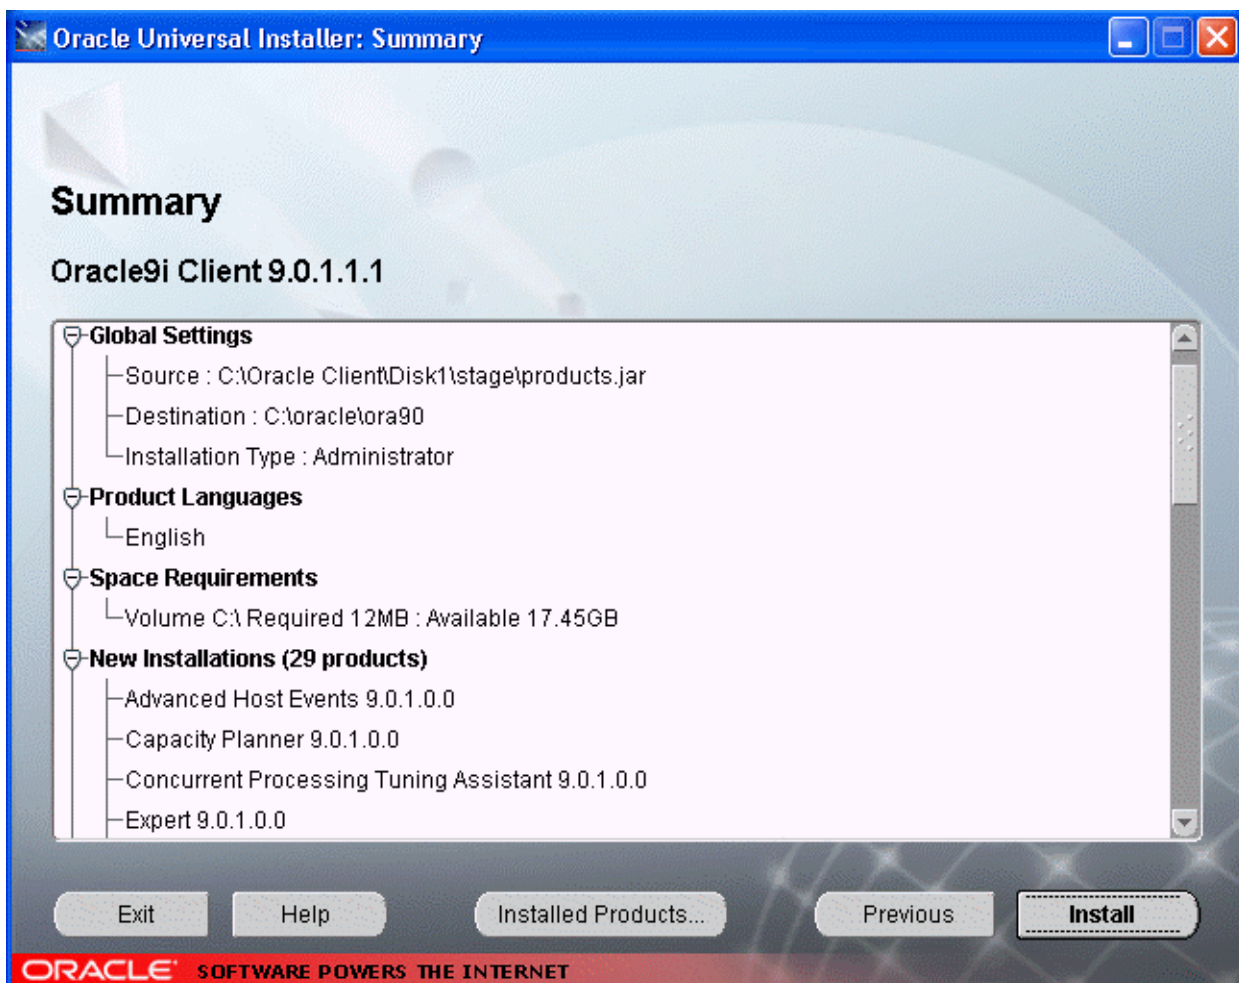 Oracle Universal Installer: Summary
Summary
Oracle9i Client 9.0.1.1.1
Global Settings
Source : C:\Oracle Client\Disk1\stage\products.jar
Destination : C:\oracle\ora90
Installation Type : Administrator
Product Languages
English
Space Requirements
Volume C:\ Required 12MB : Available 17.45GB
New Installations (29 products)
Advanced Host Events 9.0.1.0.0
Capacity Planner 9.0.1.0.0
Concurrent Processing Tuning Assistant 9.0.1.0.0
Expert 9.0.1.0.0
Exit Help Installed Products... Previous Install
ORACLE SOFTWARE POWERS THE INTERNET